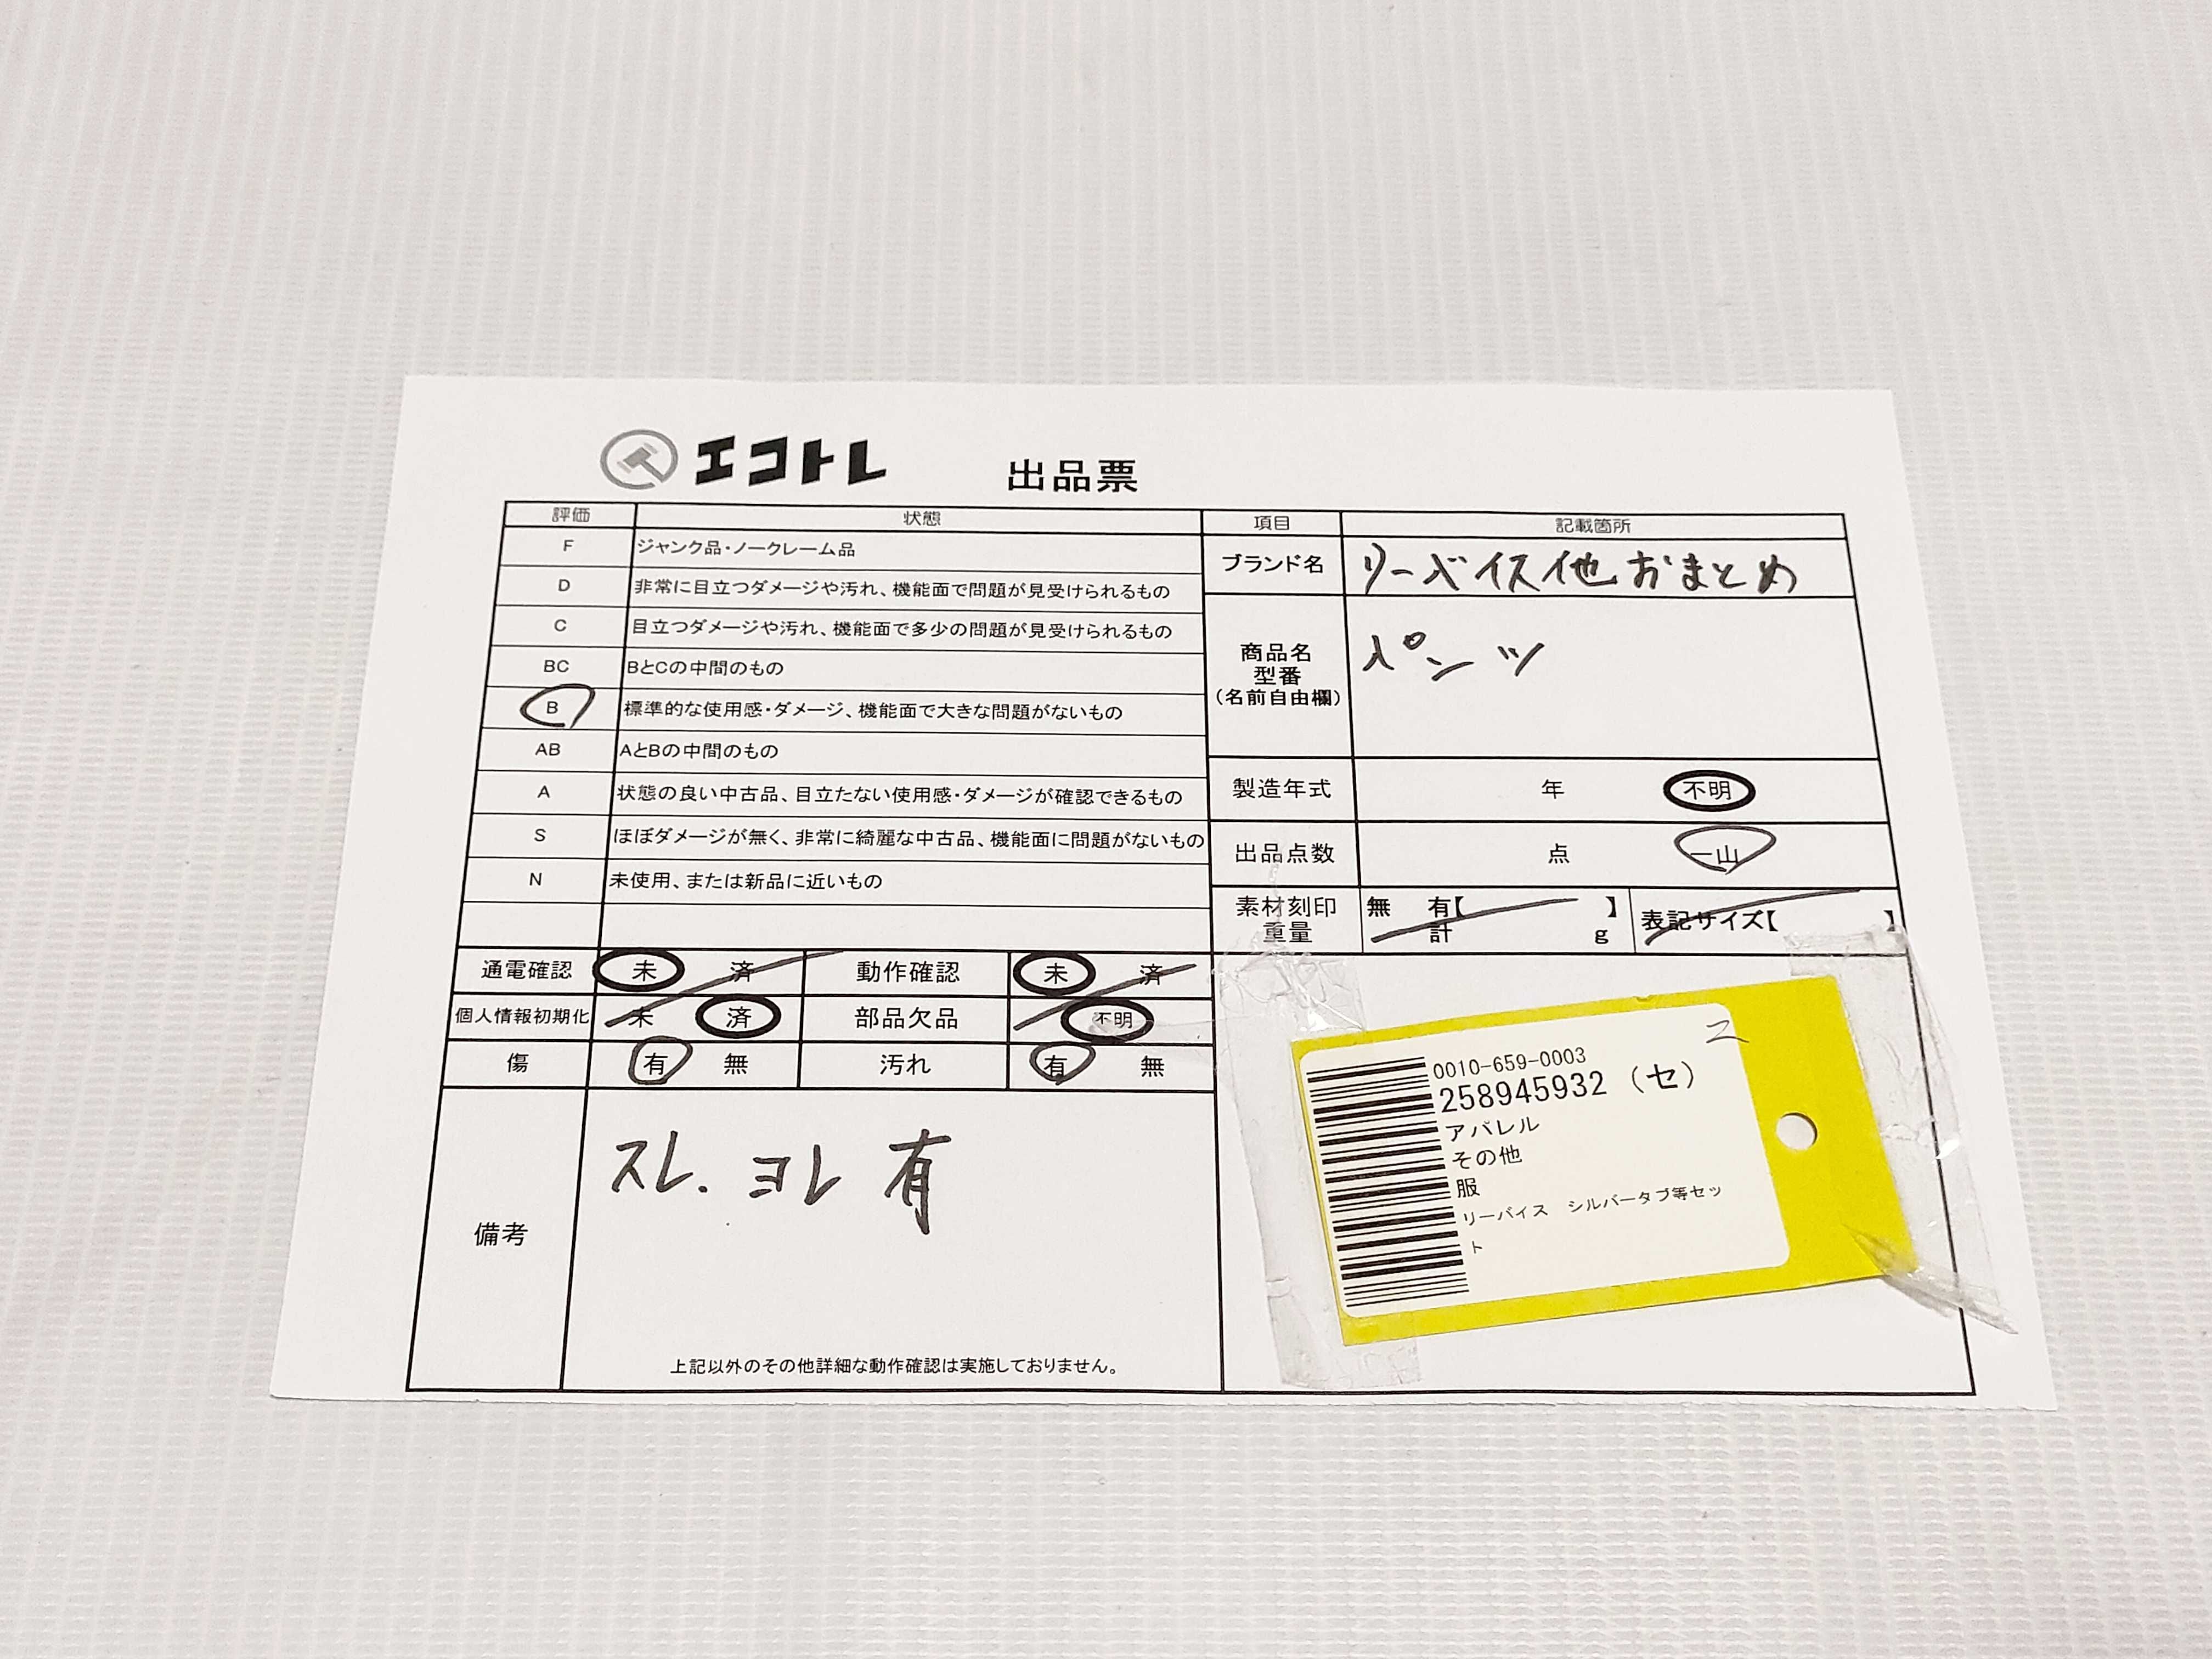 エコトレ 出品票
評価 状態 項目 記載箇所
F ジャンク品・ノークレーム品
D 非常に目立つダメージや汚れ、機能面で問題が見受けられるもの
C 目立つダメージや汚れ、機能面で多少の問題が見受けられるもの
BC BとCの中間のもの
B 標準的な使用感・ダメージ、機能面で大きな問題がないもの
AB AとBの中間のもの
A 状態の良い中古品、目立たない使用感・ダメージが確認できるもの
S ほぼダメージが無く、非常に綺麗な中古品、機能面に問題がないもの
N 未使用、または新品に近いもの
ブランド名 リーバイス他おまとめ
商品名
型番
(名前自由欄)
パンツ
製造年式 年 不明
出品点数 点 一山
素材刻印
重量
無 有【 】
計 g
表記サイズ【 】
通電確認 未 済 動作確認 未 済
個人情報初期化 未 済 部品欠品 不明
傷 有 無 汚れ 有 無
備考
スレ.ヨレ 有
上記以外のその他詳細な動作確認は実施しておりません。
0010-659-0003
258945932 (セ)
アパレル
その他
服
リーバイス シルバータブ等セッ
ト